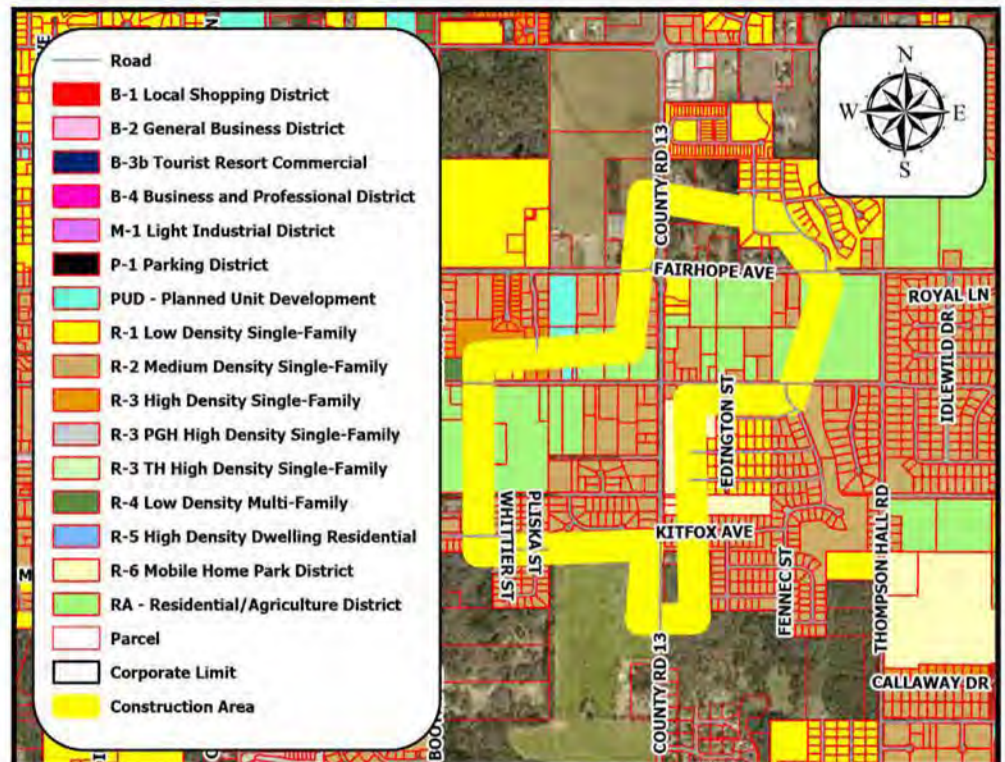 Road
B-1 Local Shopping District
B-2 General Business District
B-3b Tourist Resort Commercial
B-4 Business and Professional District
M-1 Light Industrial District
P-1 Parking District
PUD - Planned Unit Development
R-1 Low Density Single-Family
R-2 Medium Density Single-Family
R-3 High Density Single-Family
R-3 PGH High Density Single-Family
R-3 TH High Density Single-Family
R-4 Low Density Multi-Family
R-5 High Density Dwelling Residential
R-6 Mobile Home Park District
RA - Residential/Agriculture District
Parcel
Corporate Limit
Construction Area
N
W
E
S
COUNTY RD 13
FAIRHOPE AVE
ROYAL LN
IDLEWILD DR
EDINGTON ST
WHITTIER ST
PLISKA ST
KITFOX AVE
FENNEC ST
THOMPSON HALL RD
CALLAWAY DR
COUNTY RD 13